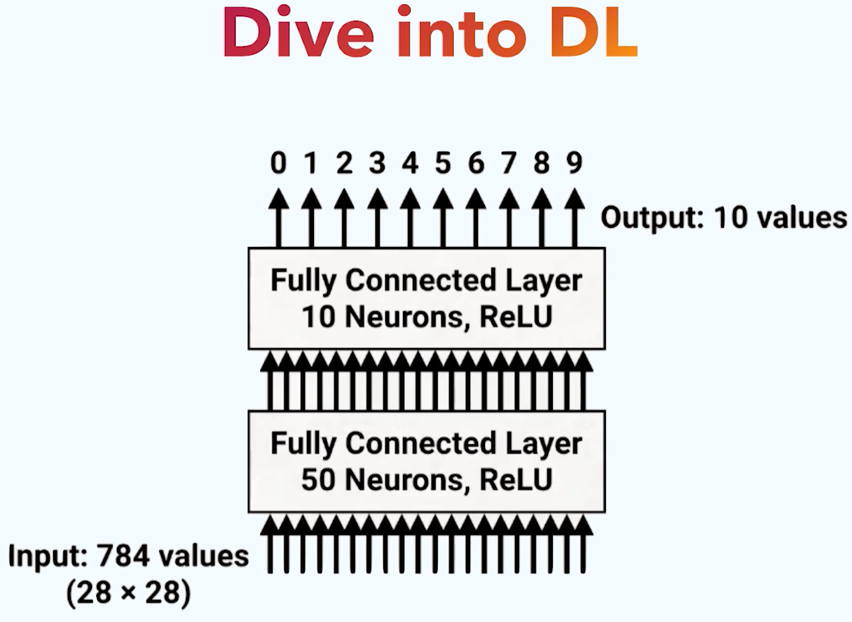 Dive into DL
0 1 2 3 4 5 6 7 8 9
Output: 10 values
Fully Connected Layer
10 Neurons, ReLU
Fully Connected Layer
50 Neurons, ReLU
Input: 784 values
(28 × 28)